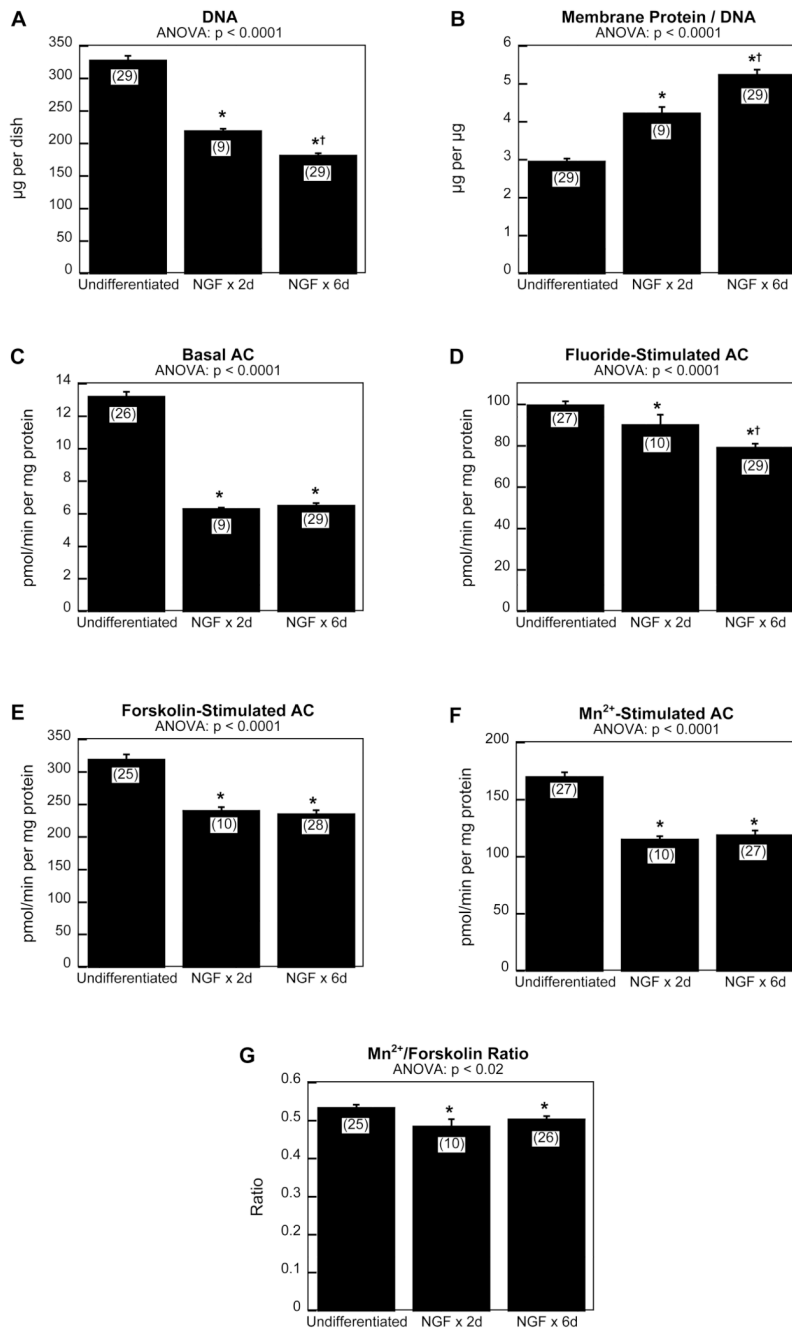 A
DNA
ANOVA: p < 0.0001
µg per dish
350
300
250
200
150
100
50
0
(29)
*
(9)
*†
(29)
Undifferentiated NGF x 2d NGF x 6d
B
Membrane Protein / DNA
ANOVA: p < 0.0001
µg per µg
6
5
4
3
2
1
0
(29)
*
(9)
*†
(29)
Undifferentiated NGF x 2d NGF x 6d
C
Basal AC
ANOVA: p < 0.0001
pmol/min per mg protein
14
12
10
8
6
4
2
0
(26)
*
(9)
*
(29)
Undifferentiated NGF x 2d NGF x 6d
D
Fluoride-Stimulated AC
ANOVA: p < 0.0001
pmol/min per mg protein
100
80
60
40
20
0
(27)
*
(10)
*†
(29)
Undifferentiated NGF x 2d NGF x 6d
E
Forskolin-Stimulated AC
ANOVA: p < 0.0001
pmol/min per mg protein
350
300
250
200
150
100
50
0
(25)
*
(10)
*
(28)
Undifferentiated NGF x 2d NGF x 6d
F
Mn²⁺-Stimulated AC
ANOVA: p < 0.0001
pmol/min per mg protein
200
150
100
50
0
(27)
*
(10)
*
(27)
Undifferentiated NGF x 2d NGF x 6d
G
Mn²⁺/Forskolin Ratio
ANOVA: p < 0.02
Ratio
0.6
0.5
0.4
0.3
0.2
0.1
0
(25)
*
(10)
*
(26)
Undifferentiated NGF x 2d NGF x 6d